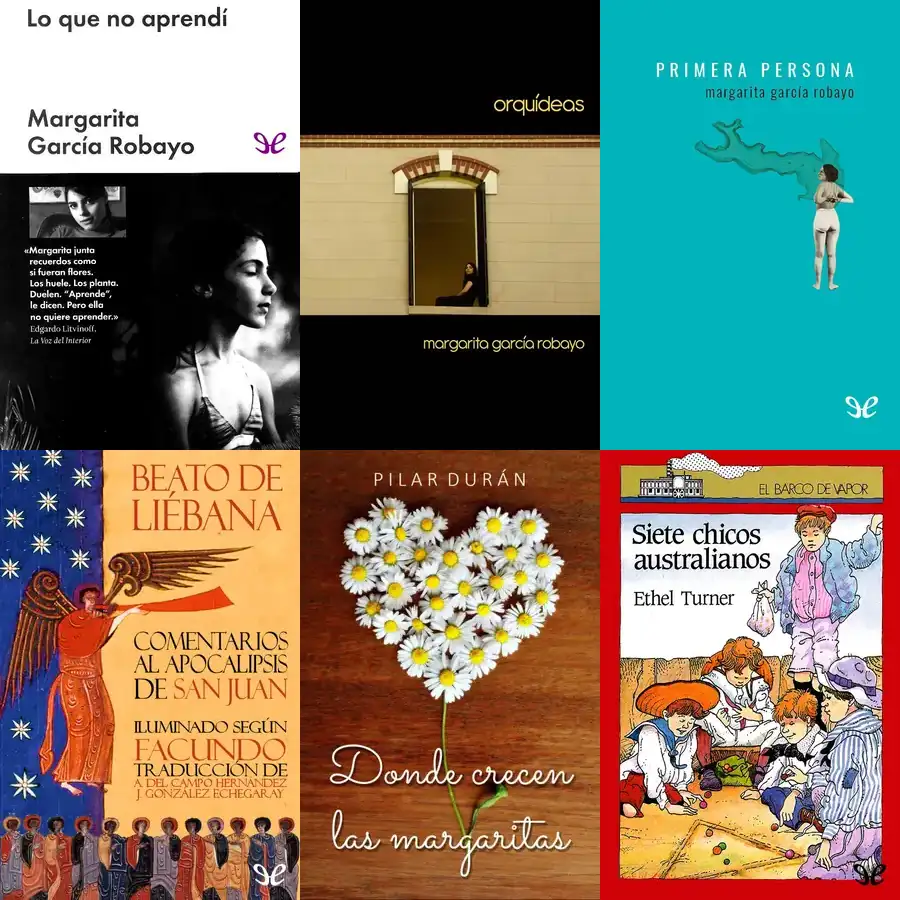 Lo que no aprendí
Margarita
García Robayo
«Margarita junta
recuerdos como
si fueran flores.
Los huele. Los planta.
Duelen. “Aprende”,
le dicen. Pero ella
no quiere aprender.»
Edgardo Litvinoff,
La Voz del Interior
orquídeas
margarita garcía robayo
PRIMERA PERSONA
margarita garcía robayo
BEATO DE
LIÉBANA
COMENTARIOS
AL APOCALIPSIS
DE SAN JUAN
ILUMINADO SEGÚN
FACUNDO
TRADUCCIÓN DE
A. DEL CAMPO HERNÁNDEZ
J. GONZÁLEZ ECHEGARAY
PILAR DURÁN
Donde crecen
las margaritas
EL BARCO DE VAPOR
Siete chicos
australianos
Ethel Turner